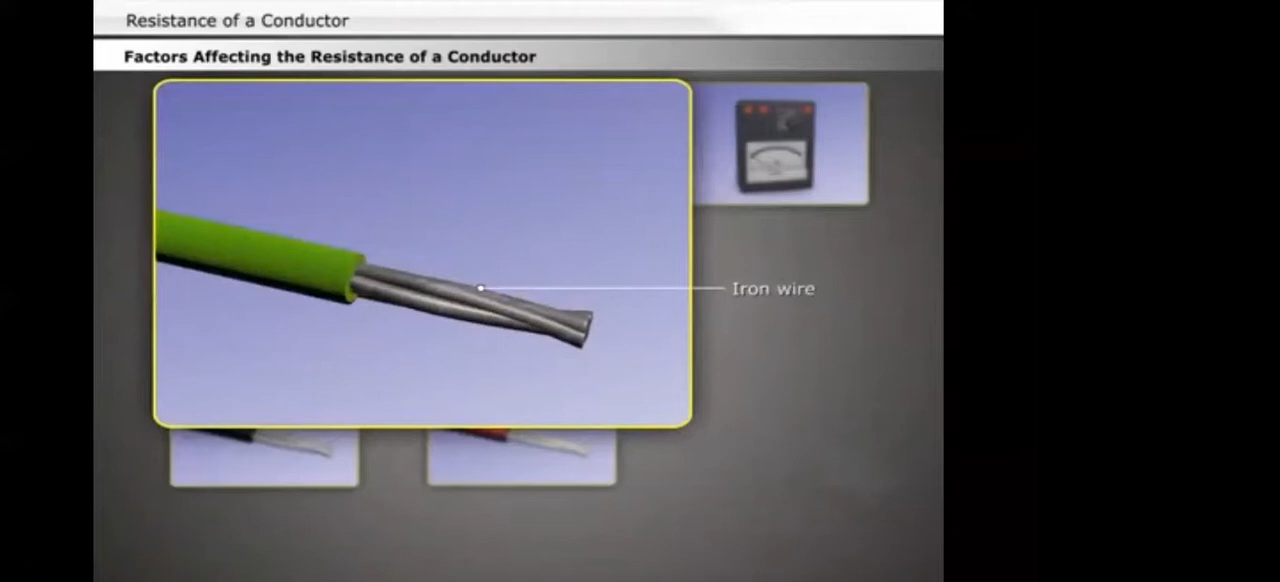 Resistance of a Conductor
Factors Affecting the Resistance of a Conductor
Iron wire